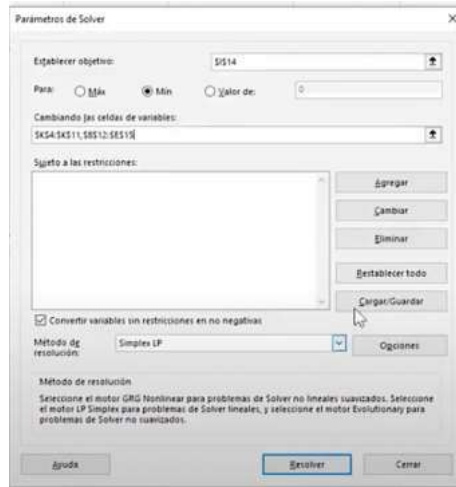 Parámetros de Solver
Establecer objetivo: $I$14
Para: Máx Mín Valor de: 0
Cambiando las celdas de variables:
$K$4:$K$11,$B$12:$E$15
Sujeto a las restricciones:
Agregar
Cambiar
Eliminar
Restablecer todo
Cargar/Guardar
Convertir variables sin restricciones en no negativas
Método de resolución: Simplex LP Opciones
Método de resolución
Seleccione el motor GRG Nonlinear para problemas de Solver no lineales suavizados. Seleccione
el motor LP Simplex para problemas de Solver lineales, y seleccione el motor Evolutionary para
problemas de Solver no suavizados.
Ayuda Resolver Cerrar